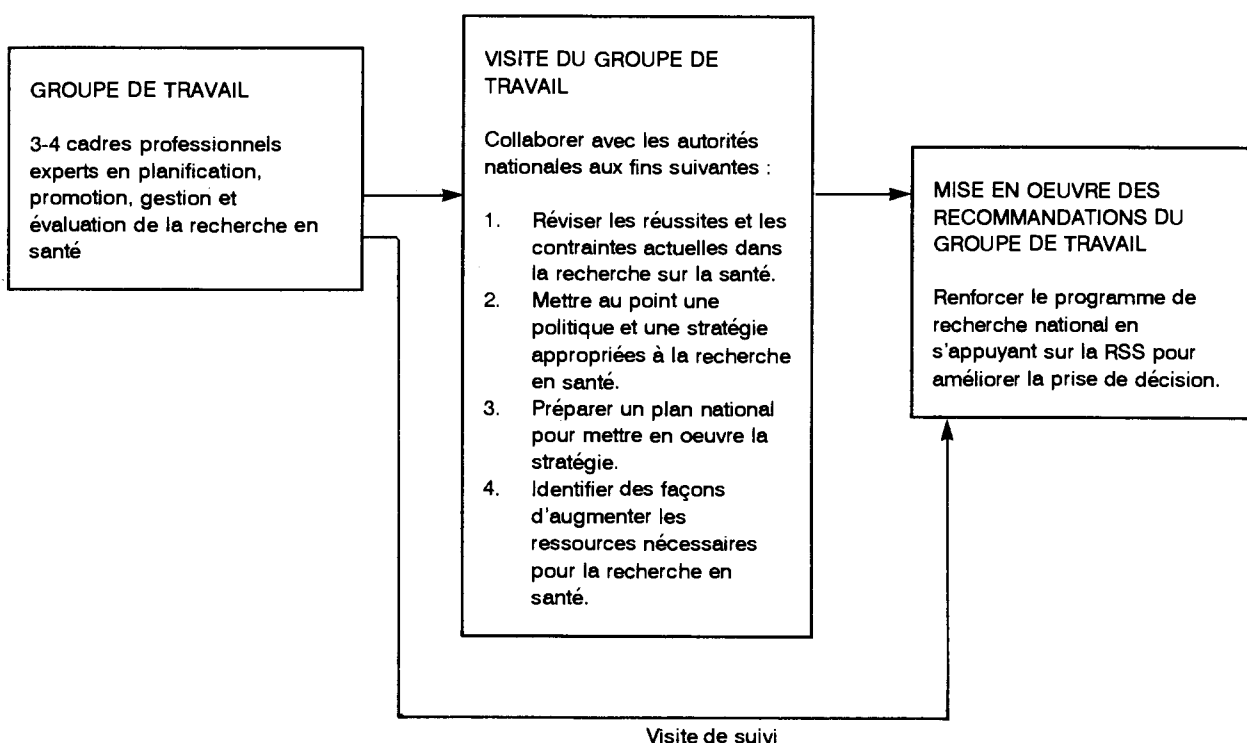 GROUPE DE TRAVAIL
3-4 cadres professionnels
experts en planification,
promotion, gestion et
évaluation de la recherche en
santé
VISITE DU GROUPE DE
TRAVAIL
Collaborer avec les autorités
nationales aux fins suivantes :
1. Réviser les réussites et les
contraintes actuelles dans
la recherche sur la santé.
2. Mettre au point une
politique et une stratégie
appropriées à la recherche
en santé.
3. Préparer un plan national
pour mettre en oeuvre la
stratégie.
4. Identifier des façons
d'augmenter les
ressources nécessaires
pour la recherche en
santé.
MISE EN OEUVRE DES
RECOMMANDATIONS DU
GROUPE DE TRAVAIL
Renforcer le programme de
recherche national en
s'appuyant sur la RSS pour
améliorer la prise de décision.
Visite de suivi